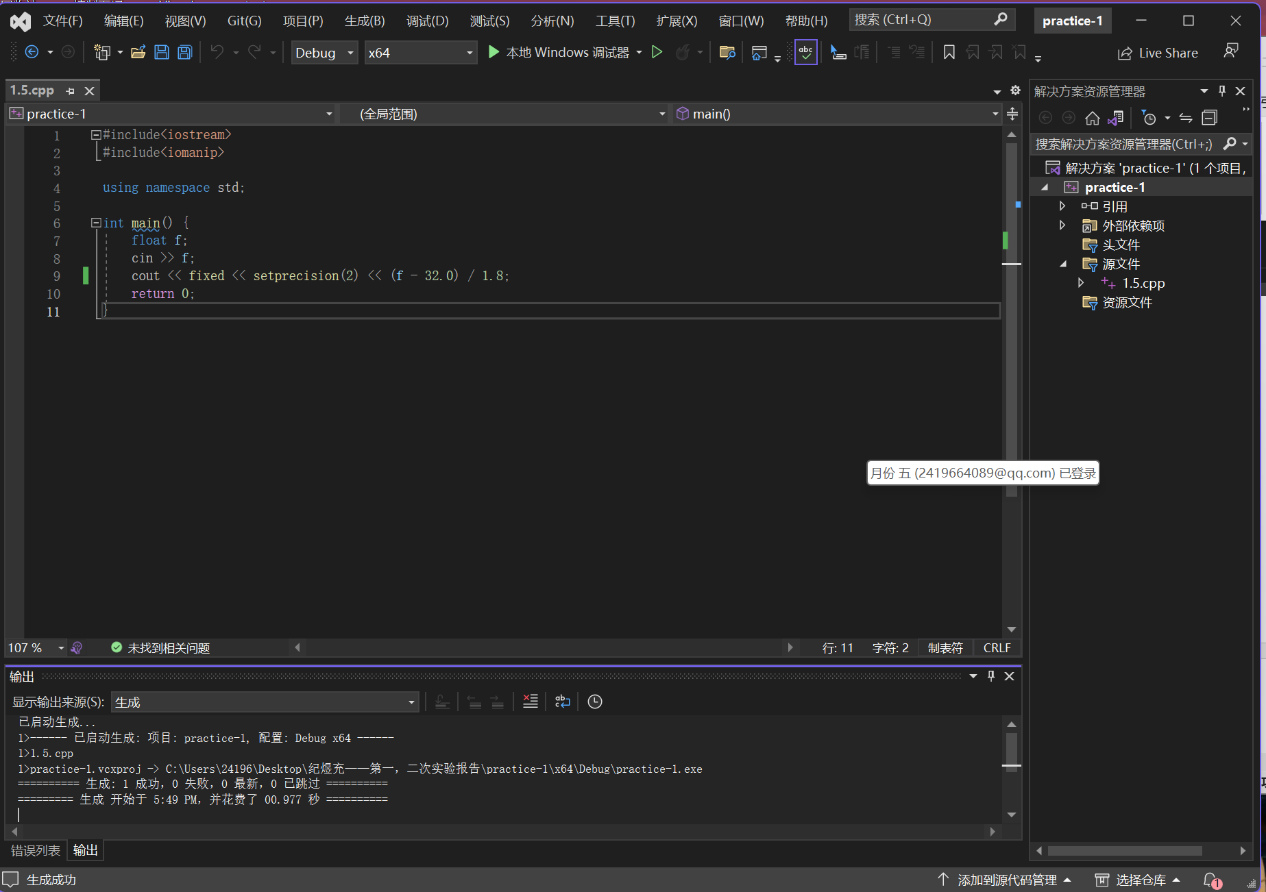 文件(F) 编辑(E) 视图(V) Git(G) 项目(P) 生成(B) 调试(D) 测试(S) 分析(N) 工具(T) 扩展(X) 窗口(W) 帮助(H) 搜索 (Ctrl+Q) practice-1
Debug x64 本地 Windows 调试器 abc Live Share
1.5.cpp
practice-1 (全局范围) main()
1 #include<iostream>
2 #include<iomanip>
3
4 using namespace std;
5
6 int main() {
7 float f;
8 cin >> f;
9 cout << fixed << setprecision(2) << (f - 32.0) / 1.8;
10 return 0;
11 }
107 % 未找到相关问题 行: 11 字符: 2 制表符 CRLF
输出
显示输出来源(S): 生成
已启动生成...
1>------ 已启动生成: 项目: practice-1, 配置: Debug x64 ------
1>1.5.cpp
1>practice-1.vcxproj -> C:\Users\24196\Desktop\纪煜充——第一，二次实验报告\practice-1\x64\Debug\practice-1.exe
========== 生成: 1 成功，0 失败，0 最新，0 已跳过 ==========
========= 生成 开始于 5:49 PM，并花费了 00.977 秒 ==========
错误列表 输出
生成成功 添加到源代码管理 选择仓库 1
解决方案资源管理器
搜索解决方案资源管理器(Ctrl+;)
解决方案 'practice-1' (1 个项目,
practice-1
引用
外部依赖项
头文件
源文件
1.5.cpp
资源文件
月份 五 (2419664089@qq.com) 已登录